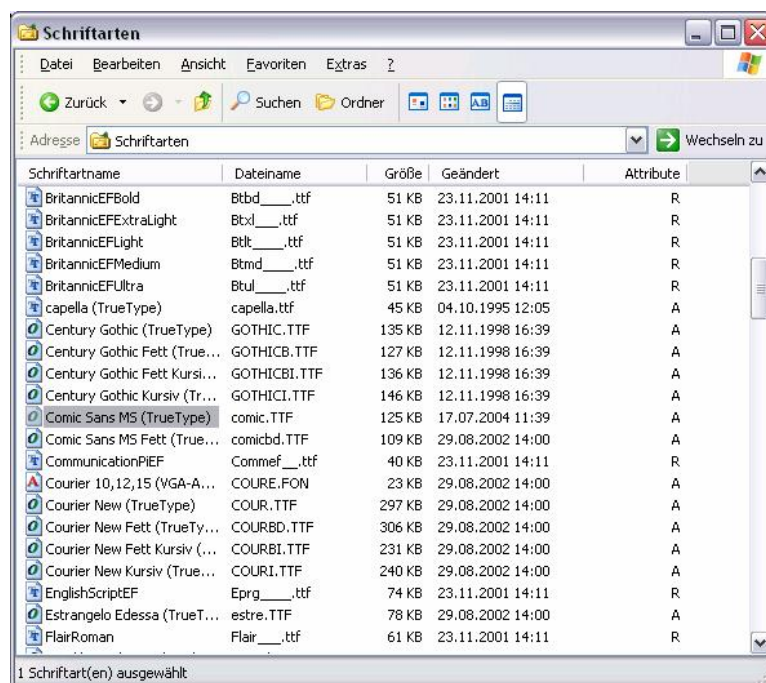 Schriftarten
Datei Bearbeiten Ansicht Favoriten Extras ?
Zurück Suchen Ordner
Adresse Schriftarten Wechseln zu
Schriftartname Dateiname Größe Geändert Attribute
BritannicEFBold Btbd____.ttf 51 KB 23.11.2001 14:11 R
BritannicEFExtraLight Btxl___.ttf 51 KB 23.11.2001 14:11 R
BritannicEFLight Btlt____.ttf 51 KB 23.11.2001 14:11 R
BritannicEFMedium Btmd____.ttf 51 KB 23.11.2001 14:11 R
BritannicEFUltra Btul____.ttf 51 KB 23.11.2001 14:11 R
capella (TrueType) capella.ttf 45 KB 04.10.1995 12:05 A
Century Gothic (TrueType) GOTHIC.TTF 135 KB 12.11.1998 16:39 A
Century Gothic Fett (True... GOTHICB.TTF 127 KB 12.11.1998 16:39 A
Century Gothic Fett Kursi... GOTHICBI.TTF 136 KB 12.11.1998 16:39 A
Century Gothic Kursiv (Tr... GOTHICI.TTF 146 KB 12.11.1998 16:39 A
Comic Sans MS (TrueType) comic.TTF 125 KB 17.07.2004 11:39 A
Comic Sans MS Fett (True... comicbd.TTF 109 KB 29.08.2002 14:00 A
CommunicationPiEF Commef__.ttf 40 KB 23.11.2001 14:11 R
Courier 10,12,15 (VGA-A... COURE.FON 23 KB 29.08.2002 14:00 A
Courier New (TrueType) COUR.TTF 297 KB 29.08.2002 14:00 A
Courier New Fett (TrueTy... COURBD.TTF 306 KB 29.08.2002 14:00 A
Courier New Fett Kursiv (... COURBI.TTF 231 KB 29.08.2002 14:00 A
Courier New Kursiv (True... COURI.TTF 240 KB 29.08.2002 14:00 A
EnglishScriptEF Eprg____.ttf 74 KB 23.11.2001 14:11 R
Estrangelo Edessa (TrueT... estre.TTF 78 KB 29.08.2002 14:00 A
FlairRoman Flair___.ttf 61 KB 23.11.2001 14:11 R
1 Schriftart(en) ausgewählt